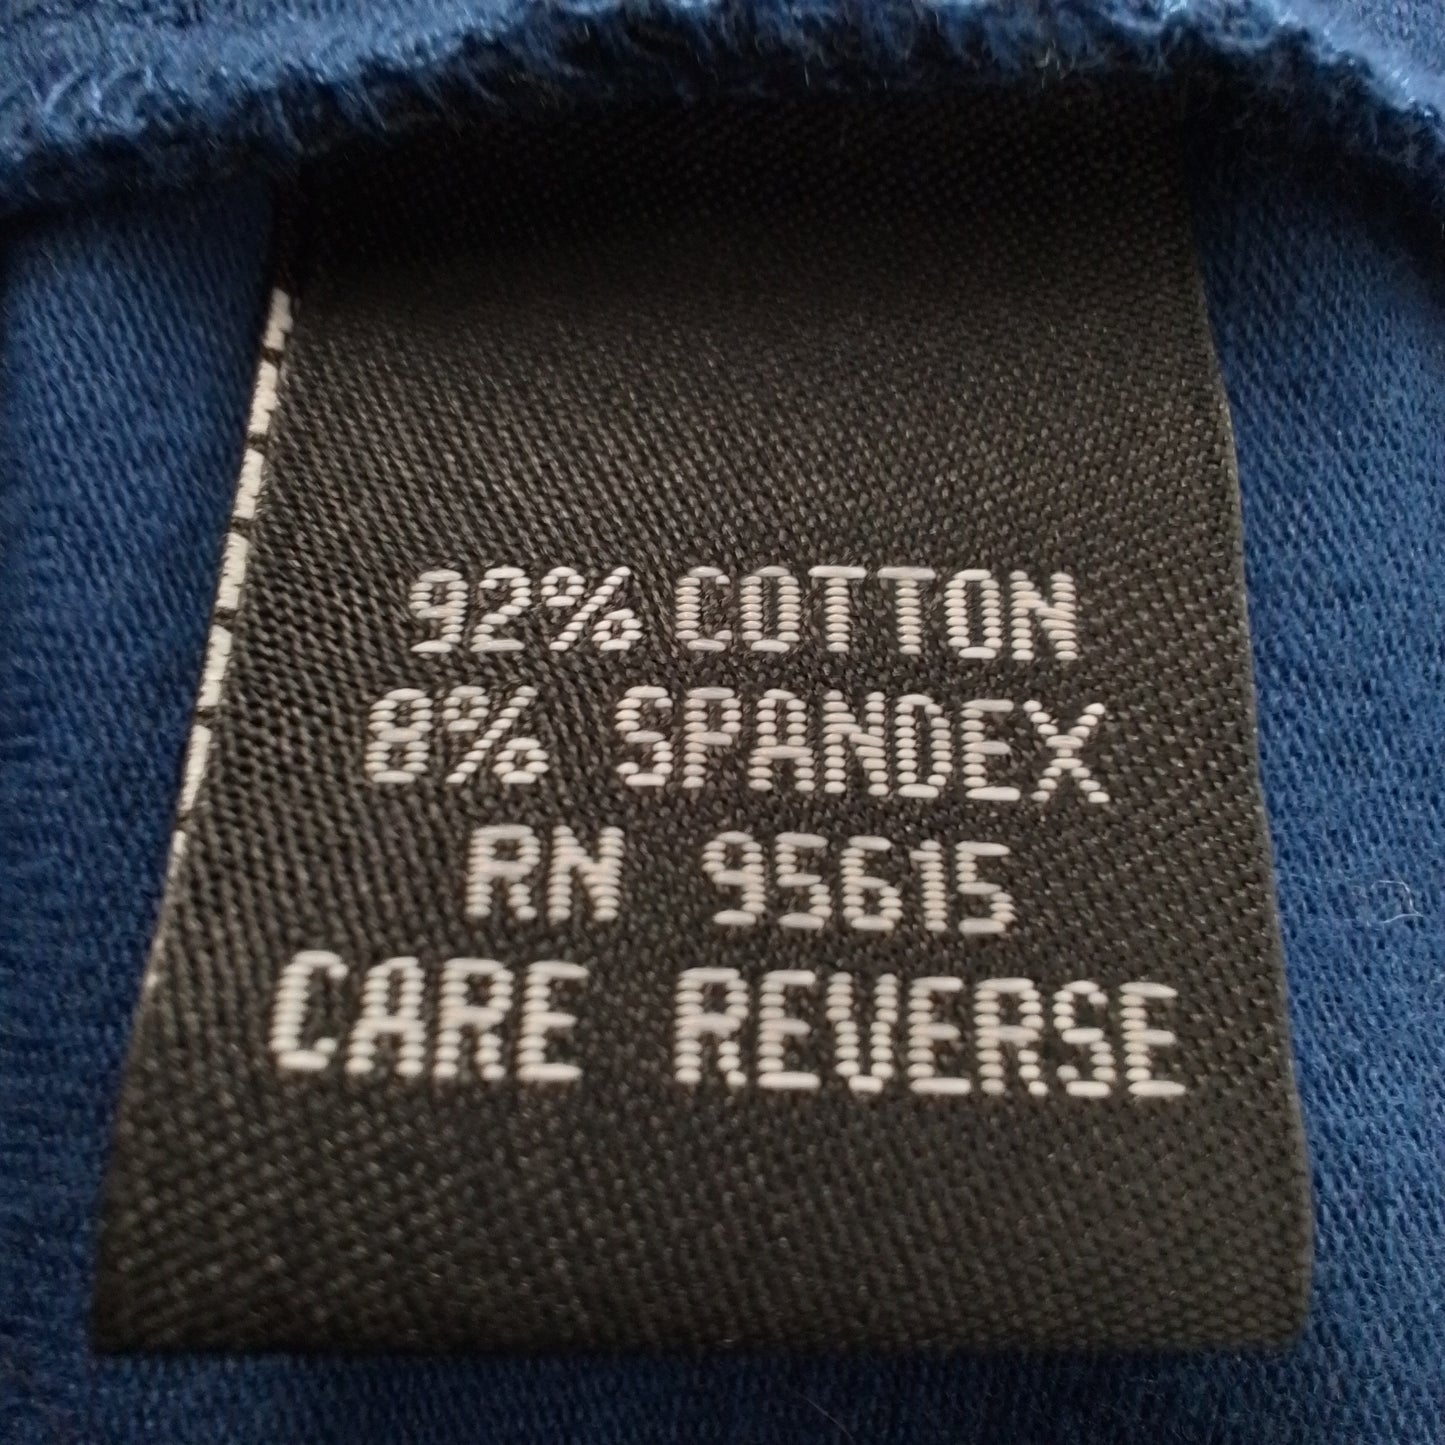 92% COTTON
8% SPANDEX
RN 95615
CARE REVERSE